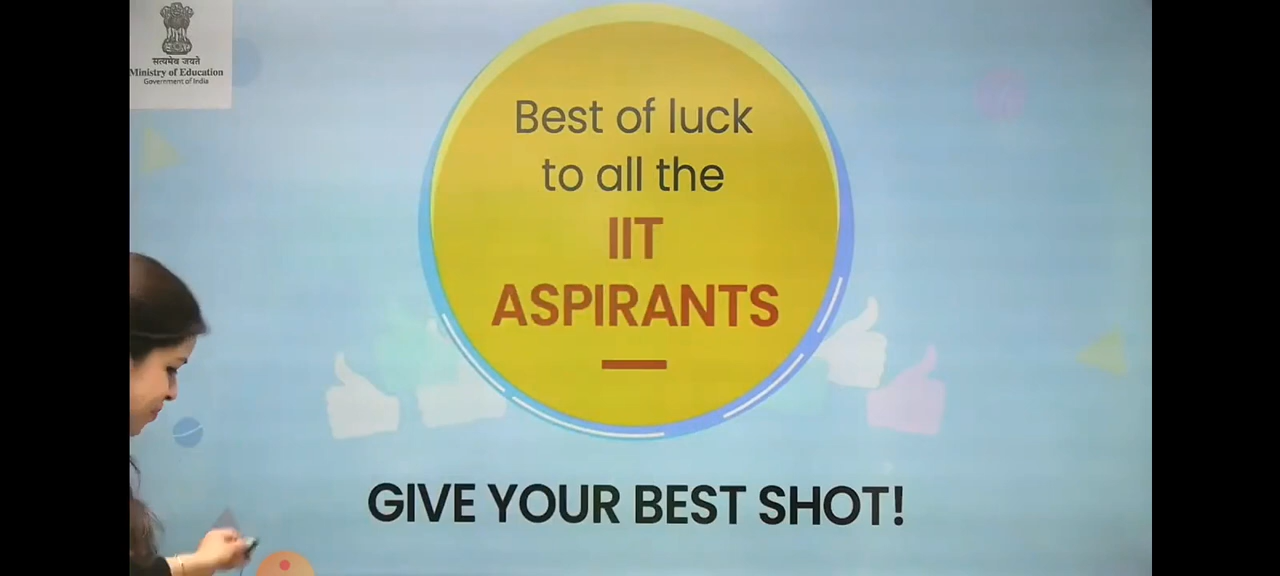 सत्यमेव जयते
Ministry of Education
Government of India
Best of luck
to all the
IIT
ASPIRANTS
GIVE YOUR BEST SHOT!